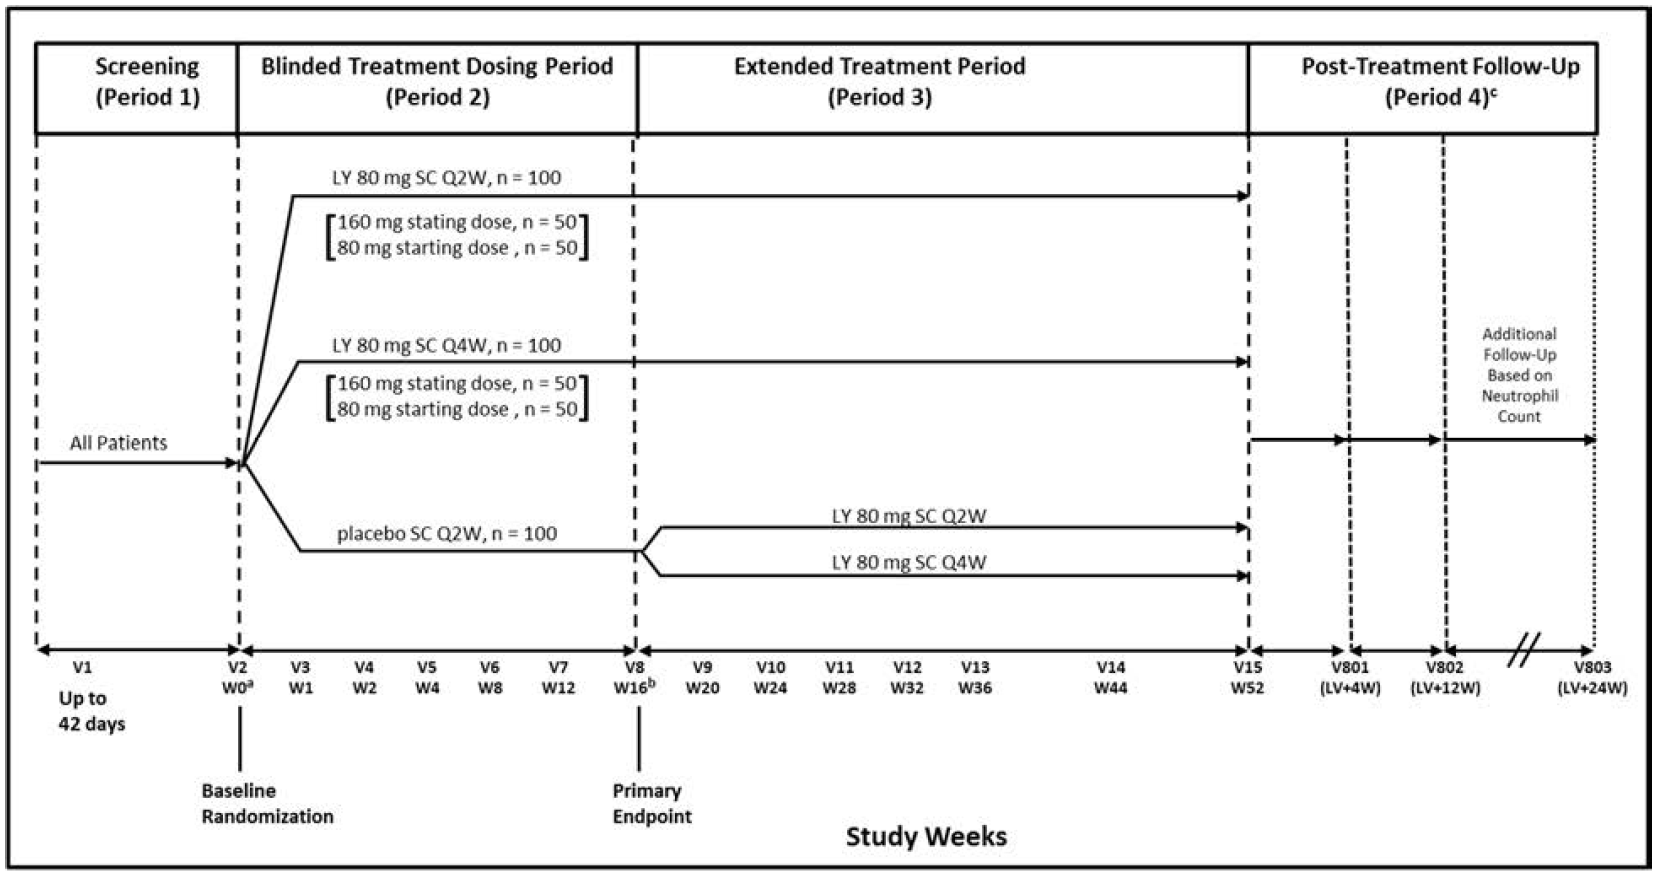 Screening
(Period 1)
Blinded Treatment Dosing Period
(Period 2)
Extended Treatment Period
(Period 3)
Post-Treatment Follow-Up
(Period 4)c
LY 80 mg SC Q2W, n = 100
160 mg stating dose, n = 50
80 mg starting dose , n = 50
LY 80 mg SC Q4W, n = 100
160 mg stating dose, n = 50
80 mg starting dose , n = 50
Additional
Follow-Up
Based on
Neutrophil
Count
All Patients
placebo SC Q2W, n = 100
LY 80 mg SC Q2W
LY 80 mg SC Q4W
V1 V2 V3 V4 V5 V6 V7 V8 V9 V10 V11 V12 V13 V14 V15 V801 V802 V803
W0a W1 W2 W4 W8 W12 W16b W20 W24 W28 W32 W36 W44 W52 (LV+4W) (LV+12W) (LV+24W)
Up to
42 days
Baseline
Randomization
Primary
Endpoint
Study Weeks